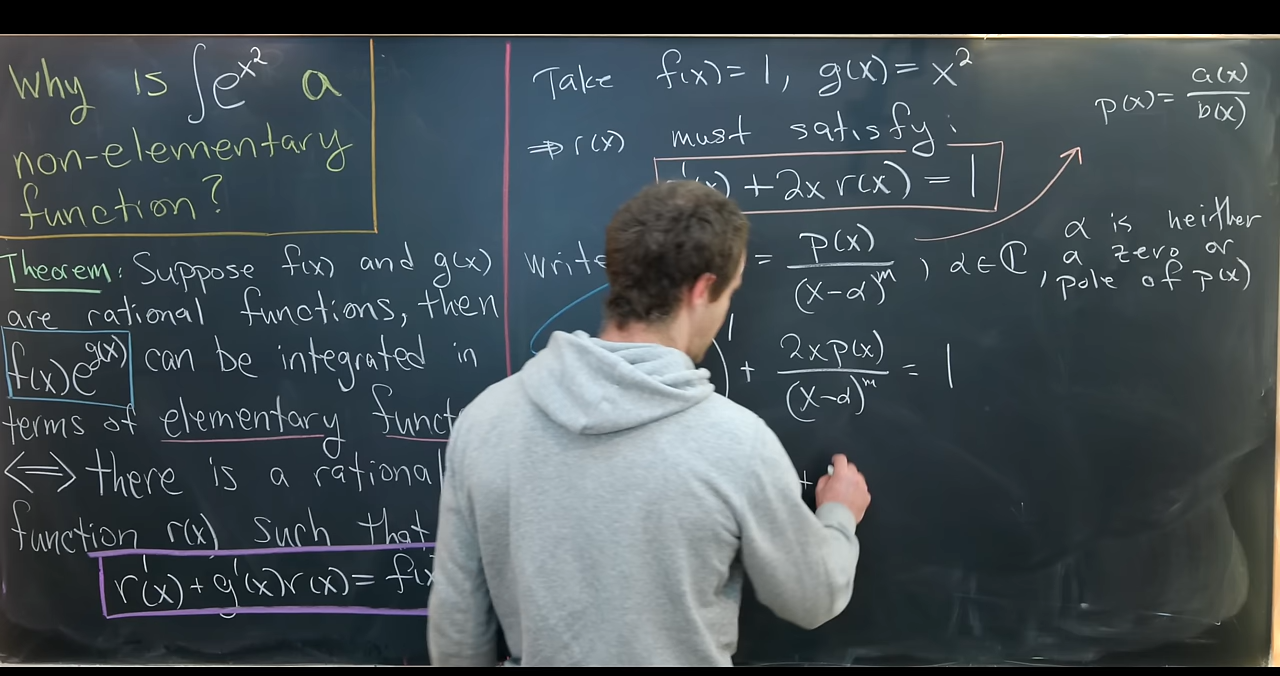 Why is ∫e^x² a
non-elementary
function?
Theorem: Suppose f(x) and g(x)
are rational functions, then
f(x)e^g(x) can be integrated in
terms of elementary
⟺ there is a rational
function r(x) such that
r'(x) + g'(x)r(x) =
Take f(x) = 1, g(x) = x²
⇒ r(x) must satisfy:
+ 2x r(x) = 1
write = p(x)/(x-α)^m, α ∈ ℂ, α is neither
a zero or
pole of p(x)
+ 2xp(x)/(x-α)^m = 1
+
p(x) = a(x)/b(x)